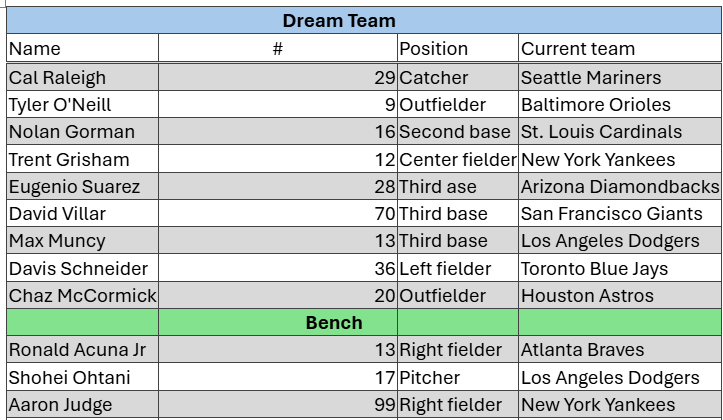 Dream Team
Name # Position Current team
Cal Raleigh 29 Catcher Seattle Mariners
Tyler O'Neill 9 Outfielder Baltimore Orioles
Nolan Gorman 16 Second base St. Louis Cardinals
Trent Grisham 12 Center fielder New York Yankees
Eugenio Suarez 28 Third ase Arizona Diamondbacks
David Villar 70 Third base San Francisco Giants
Max Muncy 13 Third base Los Angeles Dodgers
Davis Schneider 36 Left fielder Toronto Blue Jays
Chaz McCormick 20 Outfielder Houston Astros
Bench
Ronald Acuna Jr 13 Right fielder Atlanta Braves
Shohei Ohtani 17 Pitcher Los Angeles Dodgers
Aaron Judge 99 Right fielder New York Yankees